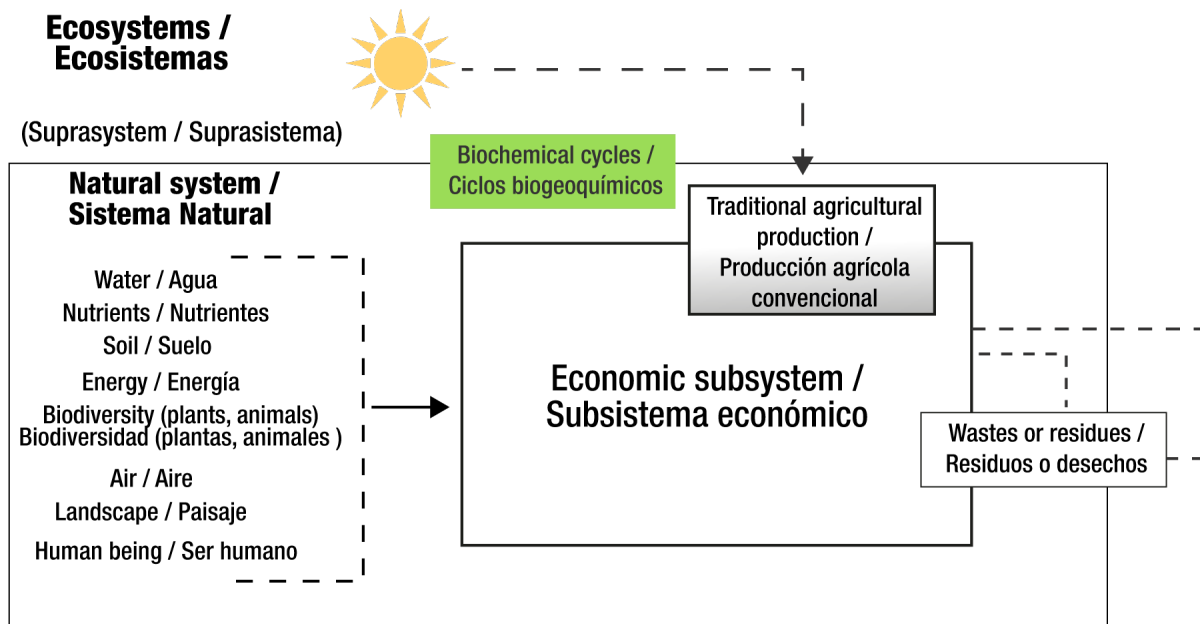 Ecosystems /
Ecosistemas
(Suprasystem / Suprasistema)
Biochemical cycles /
Ciclos biogeoquímicos
Natural system /
Sistema Natural
Traditional agricultural
production /
Producción agrícola
convencional
Water / Agua
Nutrients / Nutrientes
Soil / Suelo
Energy / Energía
Biodiversity (plants, animals)
Biodiversidad (plantas, animales )
Air / Aire
Landscape / Paisaje
Human being / Ser humano
Economic subsystem /
Subsistema económico
Wastes or residues /
Residuos o desechos